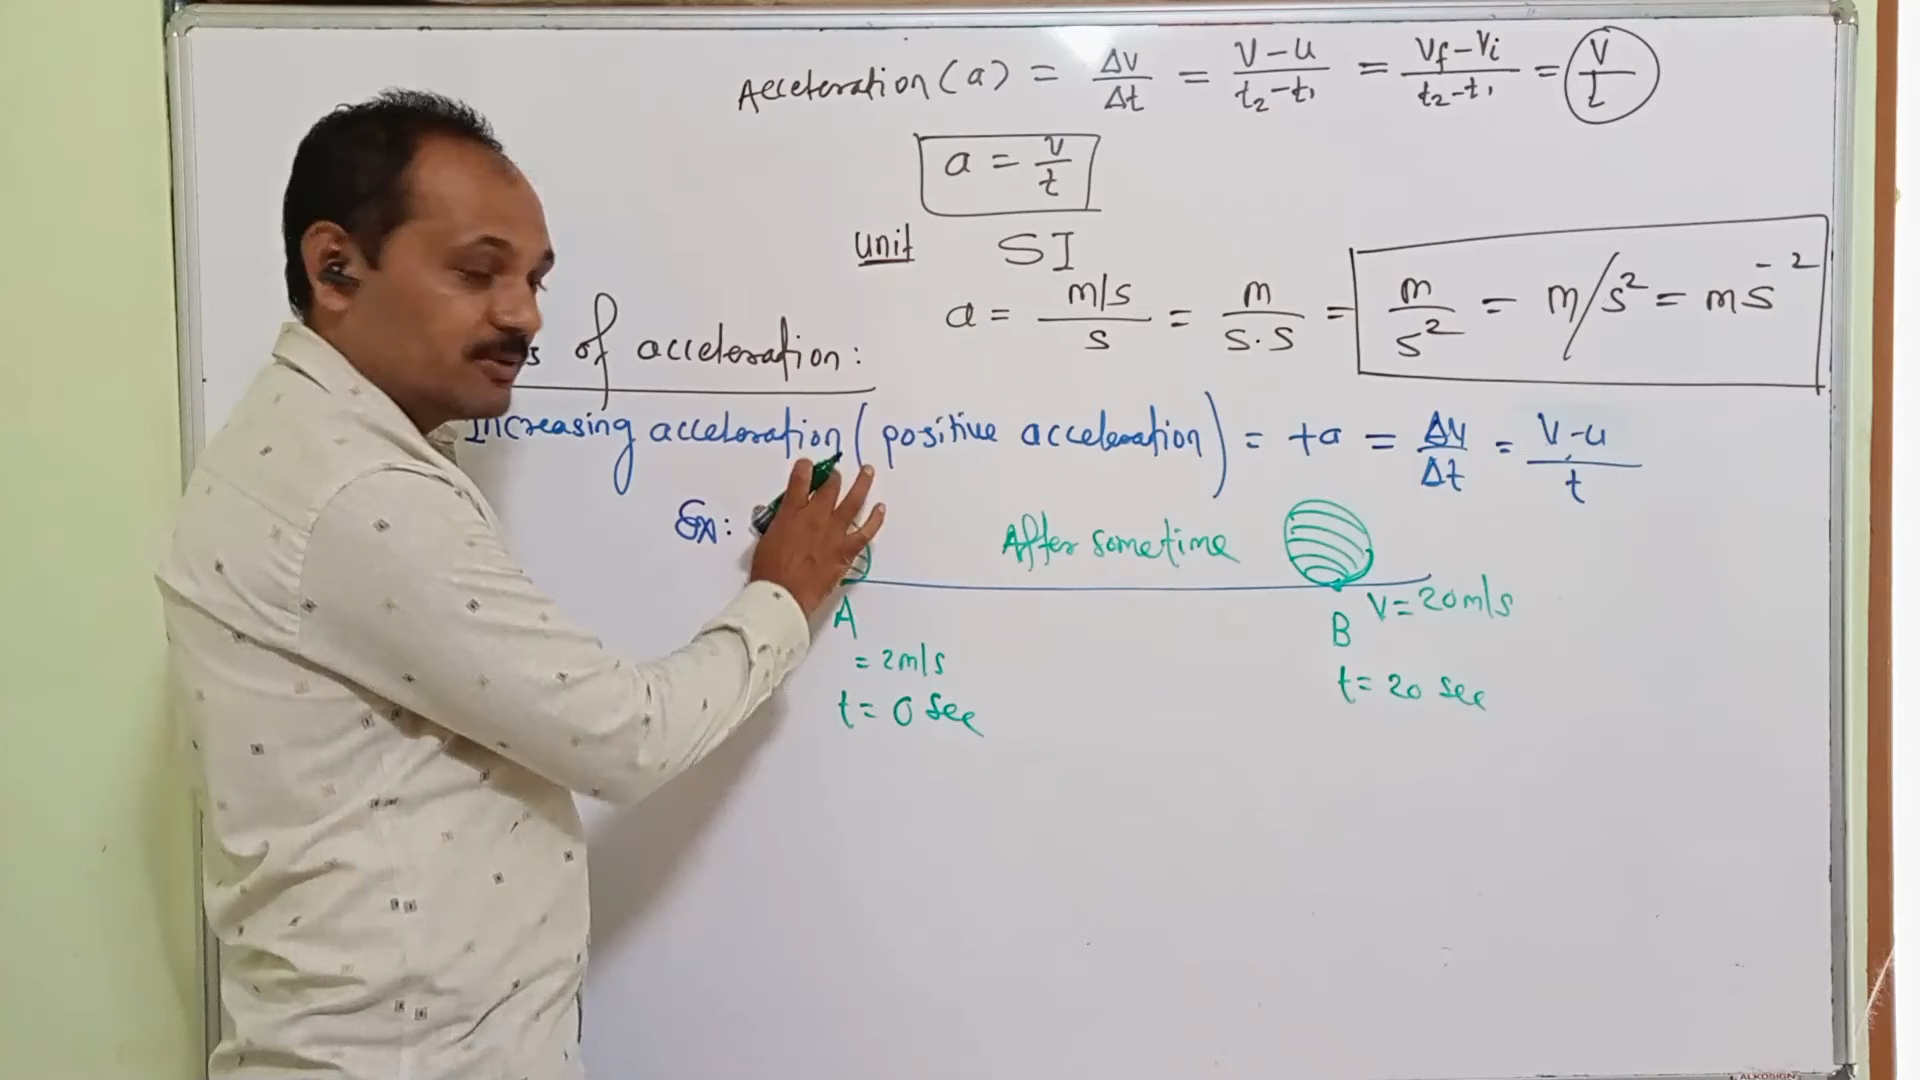 Acceleration (a) = Δv/Δt = V-u/t₂-t₁ = Vf-Vi/t₂-t₁ = V/t
a = v/t
unit SI
a = m/s/s = m/s.s = m/s² = m/s² = ms⁻²
of acceleration:
Increasing acceleration (positive acceleration) = +a = Δv/Δt = V-u/t
Ex: After sometime
A B V=20m/s
= 2m/s
t= 0 sec t= 20 sec